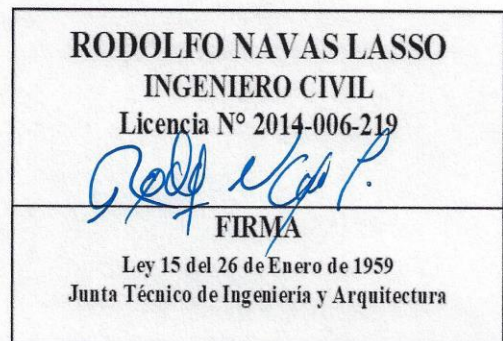 RODOLFO NAVAS LASSO
INGENIERO CIVIL
Licencia N° 2014-006-219
FIRMA
Ley 15 del 26 de Enero de 1959
Junta Técnico de Ingeniería y Arquitectura